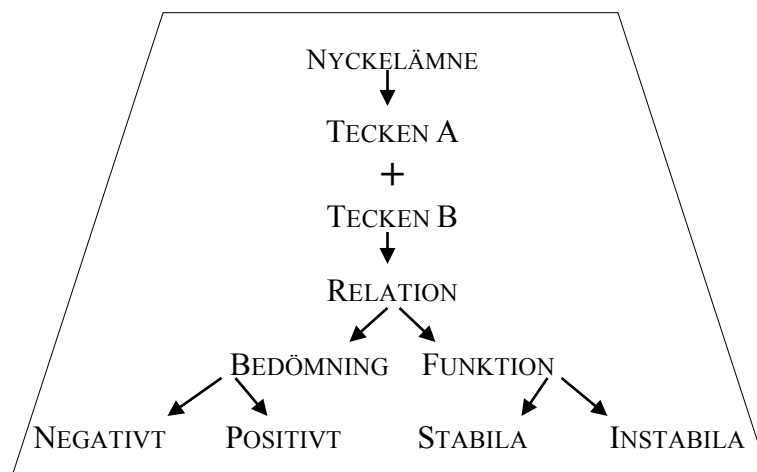 NYCKELÄMNE
TECKEN A
+
TECKEN B
RELATION
BEDÖMNING FUNKTION
NEGATIVT POSITIVT STABILA INSTABILA